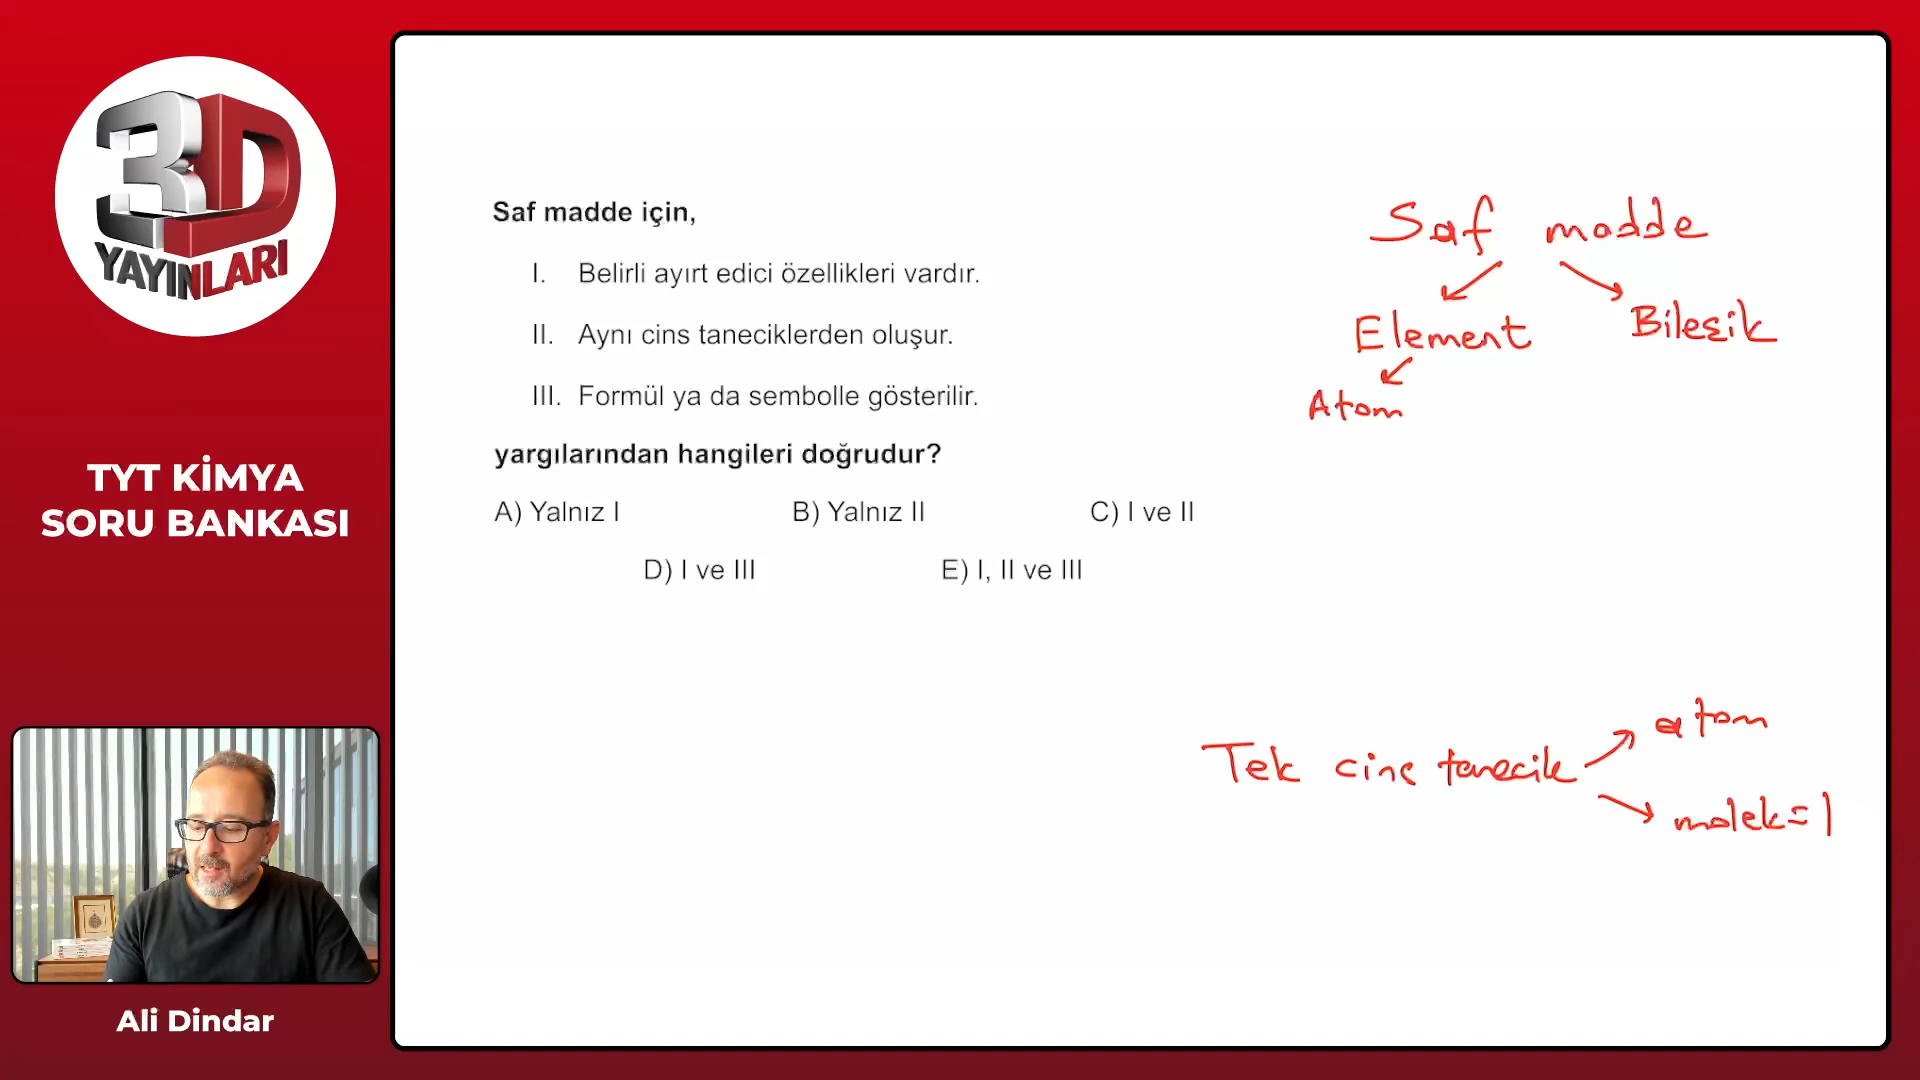 3D
YAYINLARI
TYT KİMYA
SORU BANKASI
Ali Dindar
Saf madde için,
I. Belirli ayırt edici özellikleri vardır.
II. Aynı cins taneciklerden oluşur.
III. Formül ya da sembolle gösterilir.
yargılarından hangileri doğrudur?
A) Yalnız I B) Yalnız II C) I ve II
D) I ve III E) I, II ve III
Saf madde
Element Bileşik
Atom
Tek cins tanecik
atom
molekül